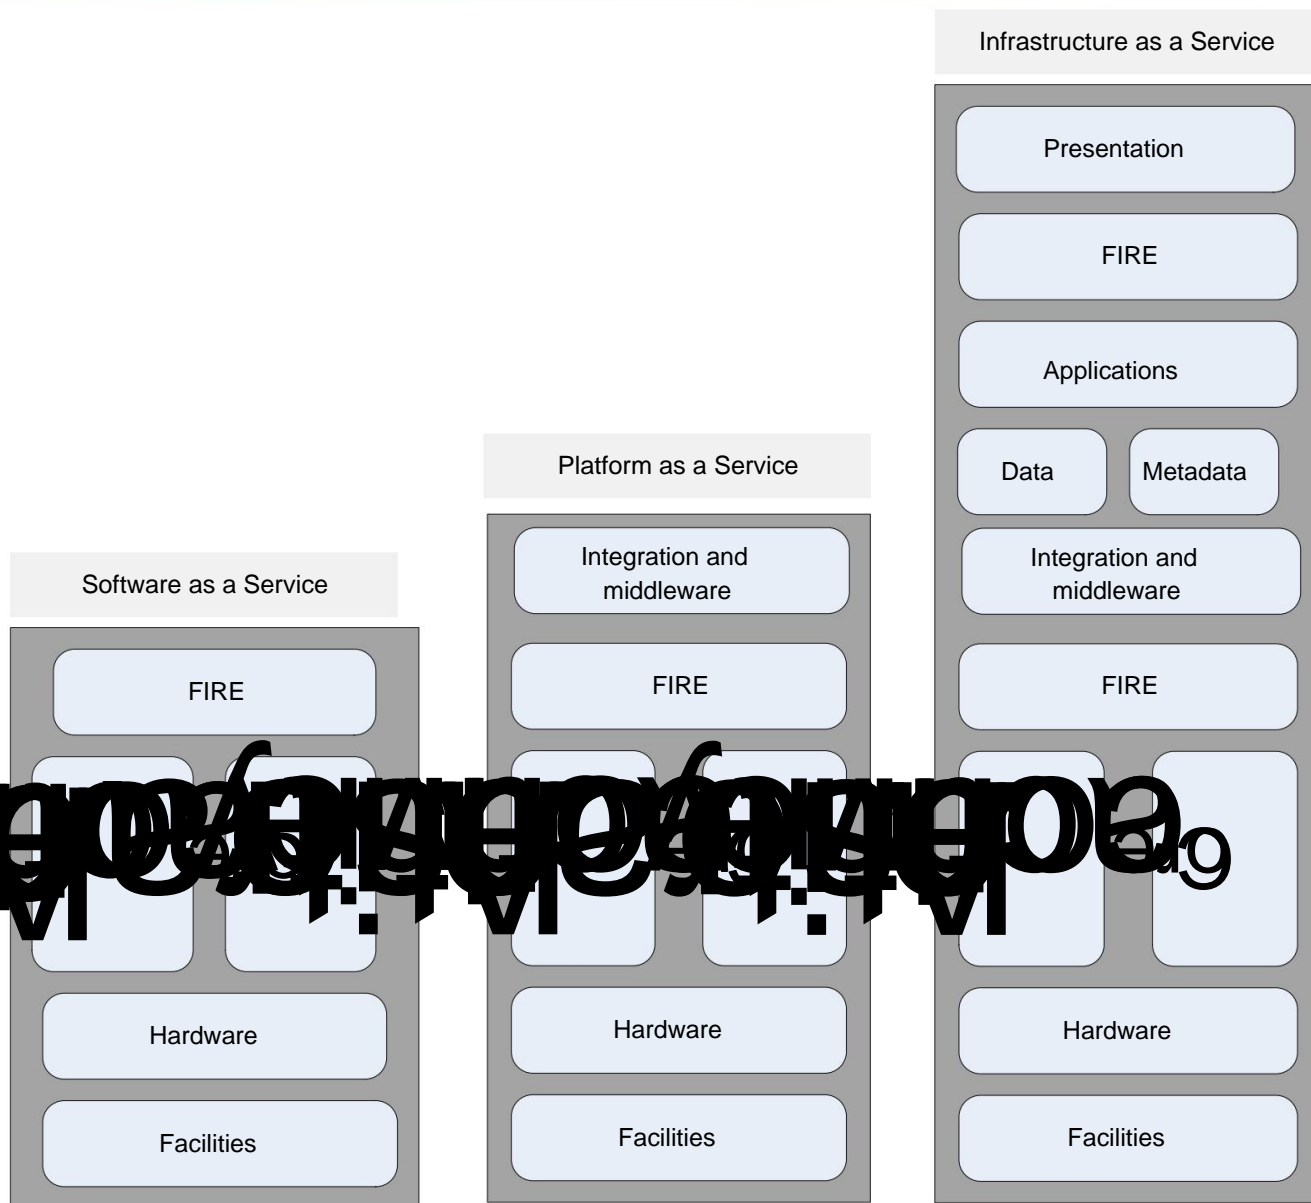 Infrastructure as a Service
Presentation
FIRE
Applications
Data
Metadata
Integration and
middleware
FIRE
Hardware
Facilities
Platform as a Service
Integration and
middleware
FIRE
Hardware
Facilities
Software as a Service
FIRE
Hardware
Facilities